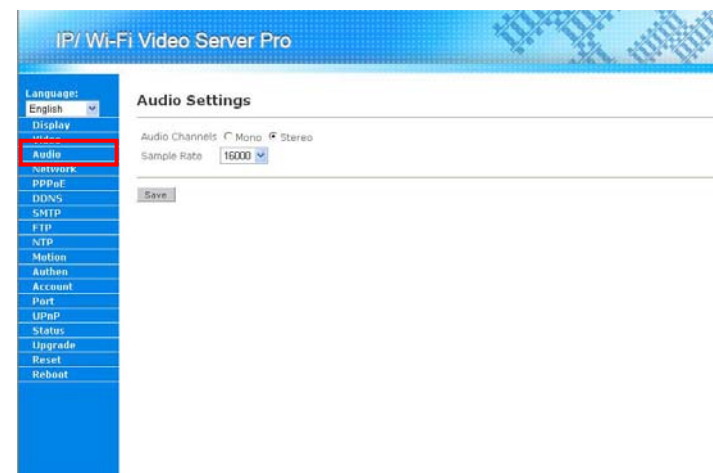 IP/ Wi-Fi Video Server Pro
Language:
English
Display
Video
Audio
Network
PPPoE
DDNS
SMTP
FTP
NTP
Motion
Authen
Account
Port
UPnP
Status
Upgrade
Reset
Reboot
Audio Settings
Audio Channels Mono Stereo
Sample Rate 16000
Save